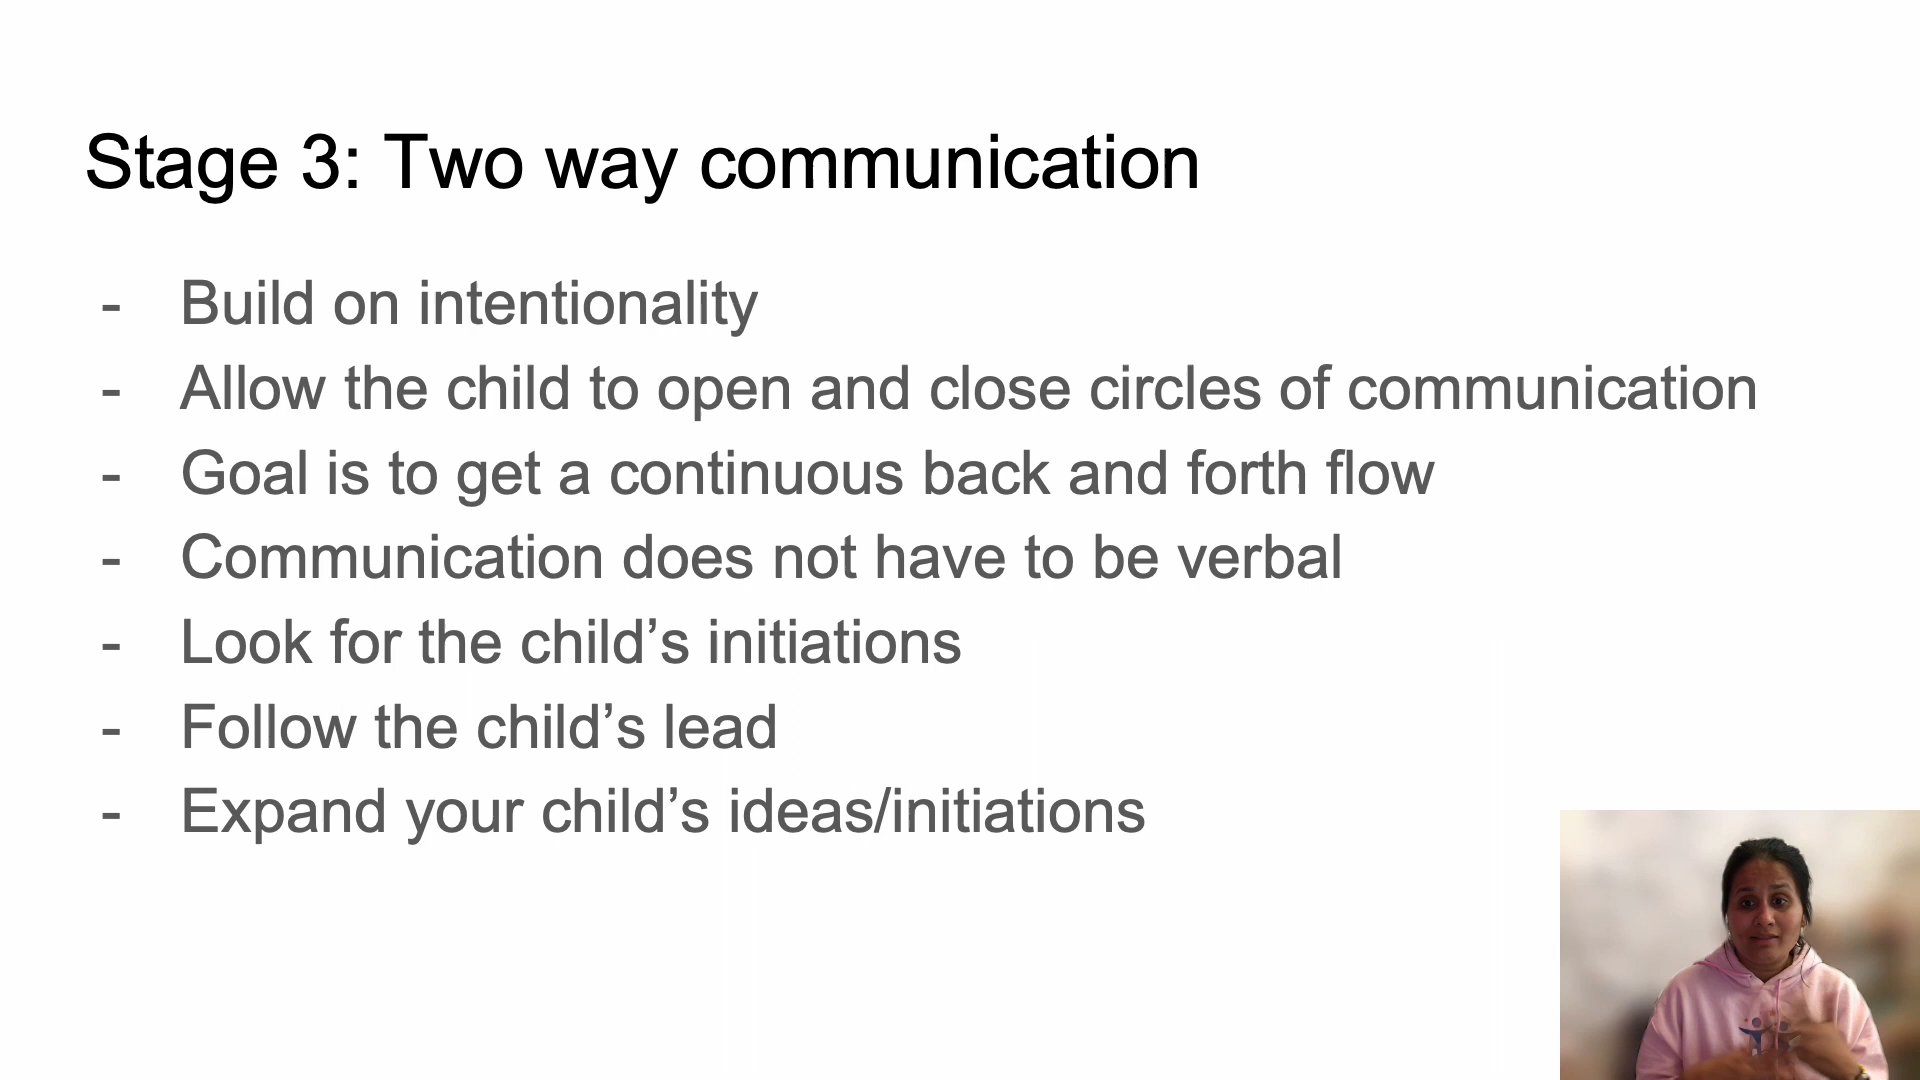 Stage 3: Two way communication
- Build on intentionality
- Allow the child to open and close circles of communication
- Goal is to get a continuous back and forth flow
- Communication does not have to be verbal
- Look for the child’s initiations
- Follow the child’s lead
- Expand your child’s ideas/initiations